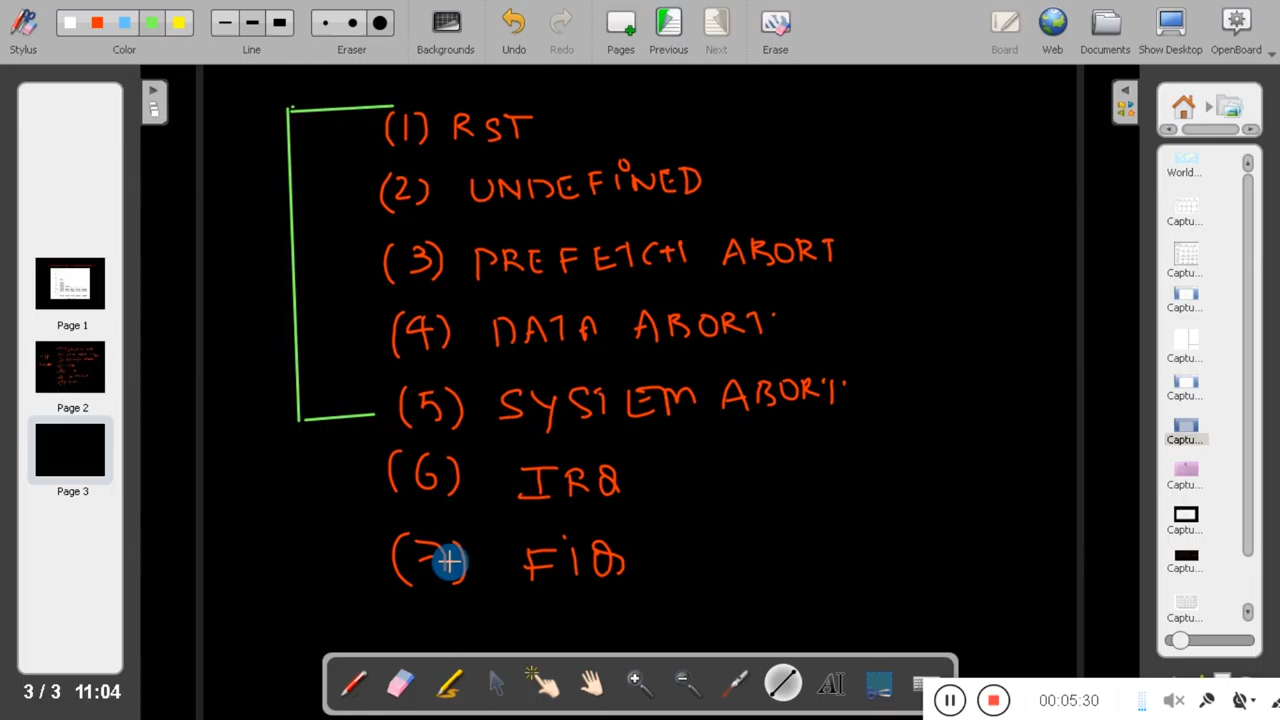 Stylus
Color
Line
Eraser
Backgrounds
Undo
Redo
Pages
Previous
Next
Erase
Board
Web
Documents
Show Desktop
OpenBoard
(1) RST
(2) UNDEFiNED
(3) PREFETCH ABORT
(4) DATA ABORT
(5) SYSTEM ABORT
(6) IRQ
(7) FiQ
Page 1
Page 2
Page 3
3 / 3 11:04
World...
Captu...
Captu...
Captu...
Captu...
Captu...
Captu...
Captu...
Captu...
Captu...
Captu...
00:05:30